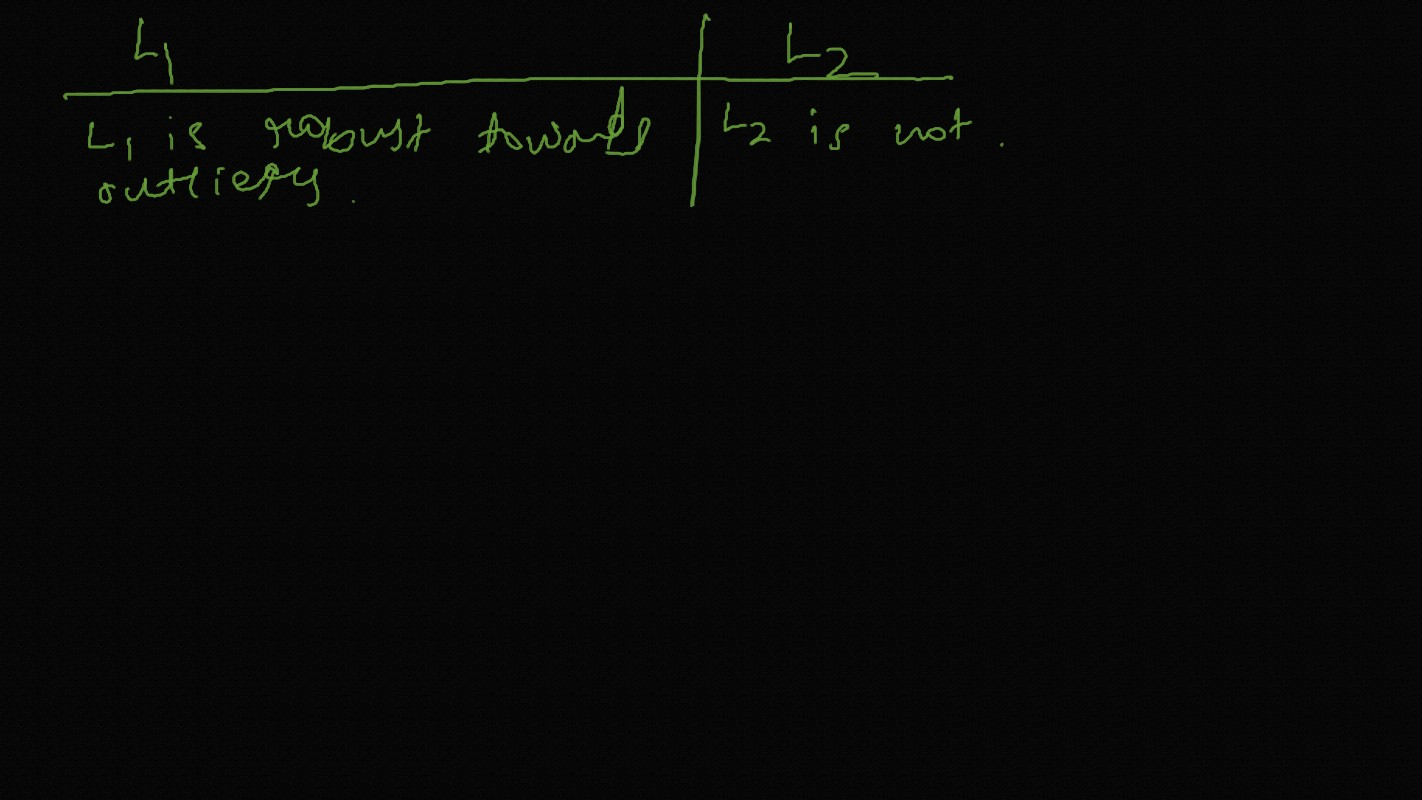 L1
L2
L1 is robust towards
outliers.
L2 is not.